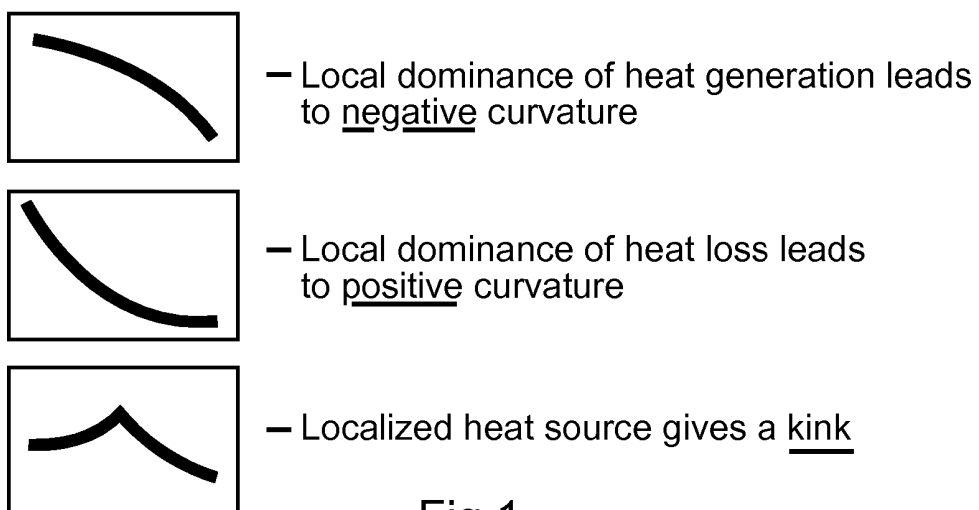 – Local dominance of heat generation leads
to negative curvature
– Local dominance of heat loss leads
to positive curvature
– Localized heat source gives a kink
Fig 1